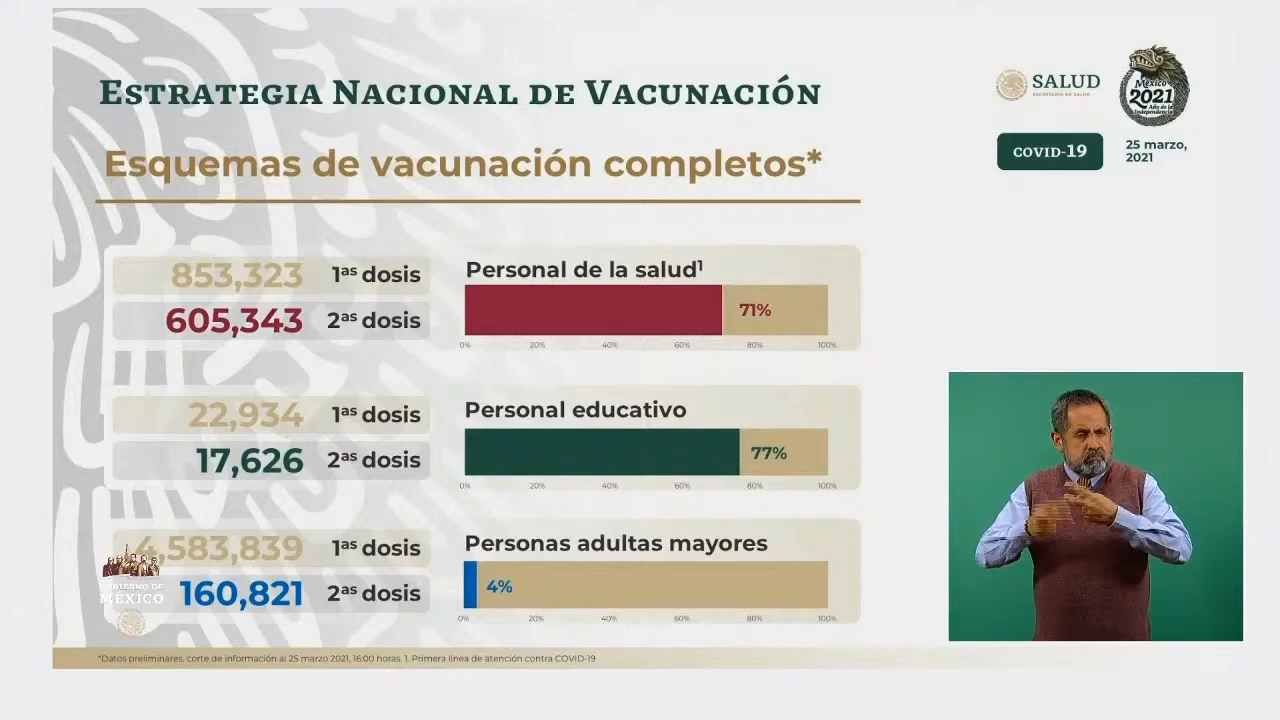 ESTRATEGIA NACIONAL DE VACUNACIÓN
Esquemas de vacunación completos*
SALUD
SECRETARÍA DE SALUD
México
2021
Año de la
Independencia
COVID-19
25 marzo,
2021
853,323 1as dosis
605,343 2as dosis
Personal de la salud¹
71%
0% 20% 40% 60% 80% 100%
22,934 1as dosis
17,626 2as dosis
Personal educativo
77%
0% 20% 40% 60% 80% 100%
4,583,839 1as dosis
160,821 2as dosis
Personas adultas mayores
4%
0% 20% 40% 60% 80% 100%
GOBIERNO DE
MÉXICO
*Datos preliminares, corte de información al 25 marzo 2021, 16:00 horas. 1. Primera línea de atención contra COVID-19